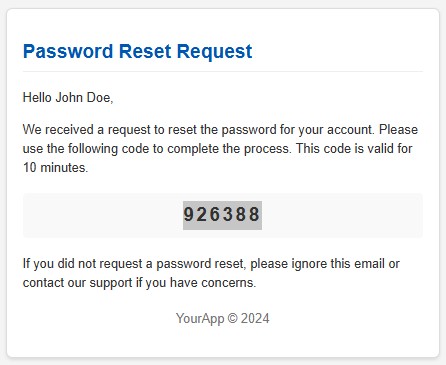 Password Reset Request
Hello John Doe,
We received a request to reset the password for your account. Please
use the following code to complete the process. This code is valid for
10 minutes.
926388
If you did not request a password reset, please ignore this email or
contact our support if you have concerns.
YourApp © 2024